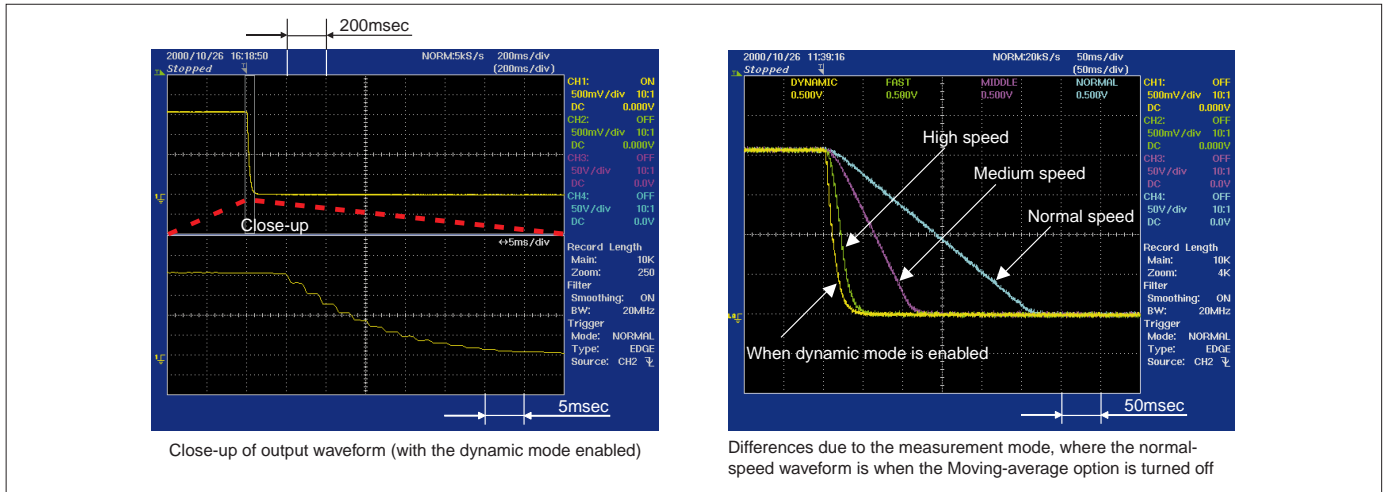 200msec
2000/10/26 16:18:50 NORM:5kS/s 200ms/div
Stopped (200ms/div)
CH1: ON
500mV/div 10:1
DC 0.000V
CH2: OFF
500mV/div 10:1
DC 0.000V
CH3: OFF
50V/div 10:1
DC 0.0V
CH4: OFF
50V/div 10:1
DC 0.0V
Close-up
↔5ms/div
Record Length
Main: 10K
Zoom: 250
Filter
Smoothing: ON
BW: 20MHz
Trigger
Mode: NORMAL
Type: EDGE
Source: CH2
5msec
Close-up of output waveform (with the dynamic mode enabled)
2000/10/26 11:39:16 NORM:20kS/s 50ms/div
Stopped (50ms/div)
DYNAMIC FAST MIDDLE NORMAL
0.500V 0.500V 0.500V 0.500V
CH1: OFF
500mV/div 10:1
DC 0.000V
CH2: OFF
500mV/div 10:1
DC 0.000V
CH3: OFF
50V/div 10:1
DC 0.0V
CH4: OFF
50V/div 10:1
DC 0.0V
High speed
Medium speed
Normal speed
When dynamic mode is enabled
Record Length
Main: 10K
Zoom: 4K
Filter
Smoothing: ON
BW: 20MHz
Trigger
Mode: NORMAL
Type: EDGE
Source: CH2
50msec
Differences due to the measurement mode, where the normal-
speed waveform is when the Moving-average option is turned off